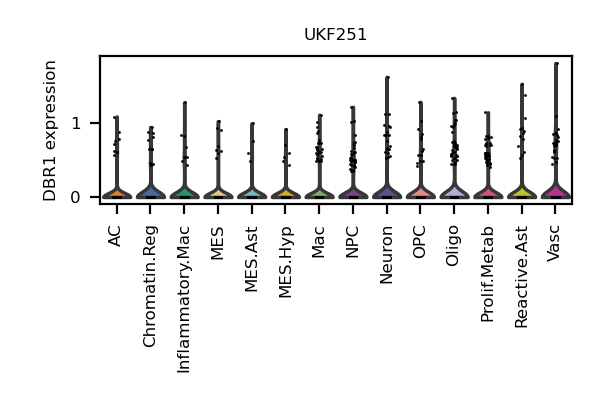 UKF251
DBR1 expression
1
0
AC
Chromatin.Reg
Inflammatory.Mac
MES
MES.Ast
MES.Hyp
Mac
NPC
Neuron
OPC
Oligo
Prolif.Metab
Reactive.Ast
Vasc